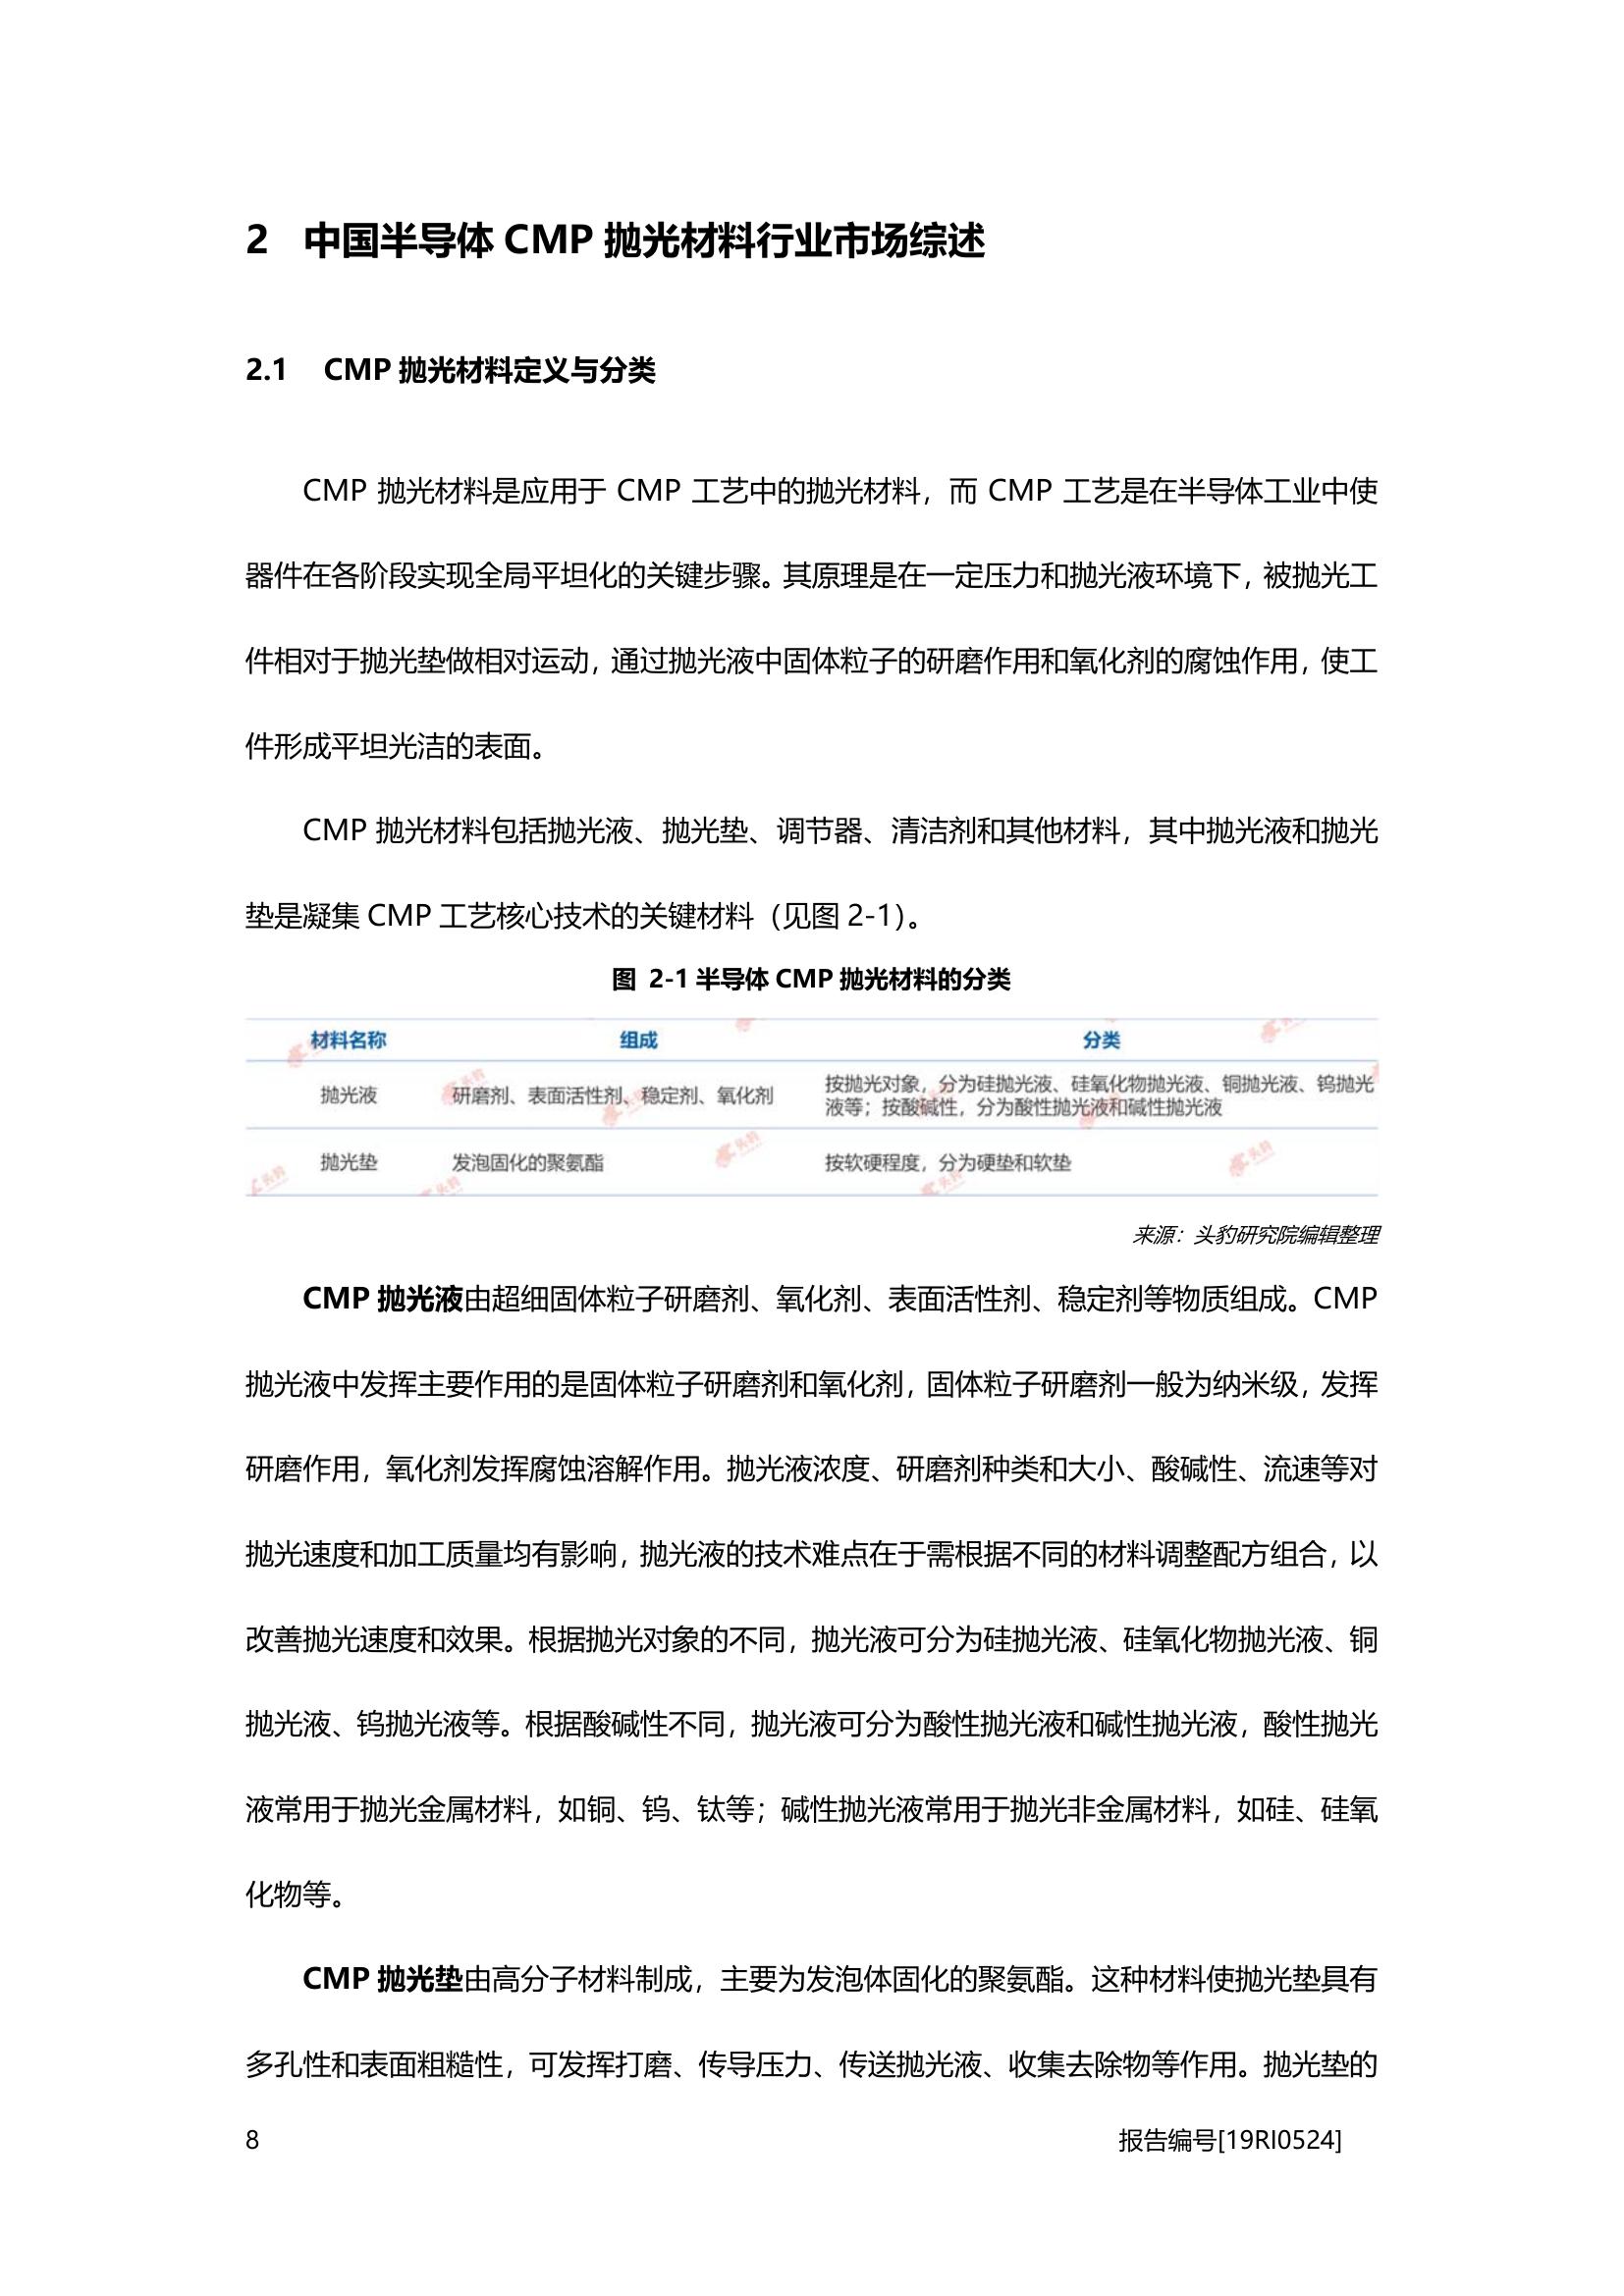 2 中国半导体 CMP 抛光材料行业市场综述
2.1 CMP 抛光材料定义与分类
CMP 抛光材料是应用于 CMP 工艺中的抛光材料，而 CMP 工艺是在半导体工业中使
器件在各阶段实现全局平坦化的关键步骤。其原理是在一定压力和抛光液环境下，被抛光工
件相对于抛光垫做相对运动，通过抛光液中固体粒子的研磨作用和氧化剂的腐蚀作用，使工
件形成平坦光洁的表面。
CMP 抛光材料包括抛光液、抛光垫、调节器、清洁剂和其他材料，其中抛光液和抛光
垫是凝集 CMP 工艺核心技术的关键材料（见图 2-1）。
图 2-1 半导体 CMP 抛光材料的分类
材料名称 组成 分类
抛光液 研磨剂、表面活性剂、稳定剂、氧化剂 按抛光对象，分为硅抛光液、硅氧化物抛光液、铜抛光液、钨抛光
液等；按酸碱性，分为酸性抛光液和碱性抛光液
抛光垫 发泡固化的聚氨酯 按软硬程度，分为硬垫和软垫
来源：头豹研究院编辑整理
CMP 抛光液由超细固体粒子研磨剂、氧化剂、表面活性剂、稳定剂等物质组成。CMP
抛光液中发挥主要作用的是固体粒子研磨剂和氧化剂，固体粒子研磨剂一般为纳米级，发挥
研磨作用，氧化剂发挥腐蚀溶解作用。抛光液浓度、研磨剂种类和大小、酸碱性、流速等对
抛光速度和加工质量均有影响，抛光液的技术难点在于需根据不同的材料调整配方组合，以
改善抛光速度和效果。根据抛光对象的不同，抛光液可分为硅抛光液、硅氧化物抛光液、铜
抛光液、钨抛光液等。根据酸碱性不同，抛光液可分为酸性抛光液和碱性抛光液，酸性抛光
液常用于抛光金属材料，如铜、钨、钛等；碱性抛光液常用于抛光非金属材料，如硅、硅氧
化物等。
CMP 抛光垫由高分子材料制成，主要为发泡体固化的聚氨酯。这种材料使抛光垫具有
多孔性和表面粗糙性，可发挥打磨、传导压力、传送抛光液、收集去除物等作用。抛光垫的
8 报告编号[19RI0524]